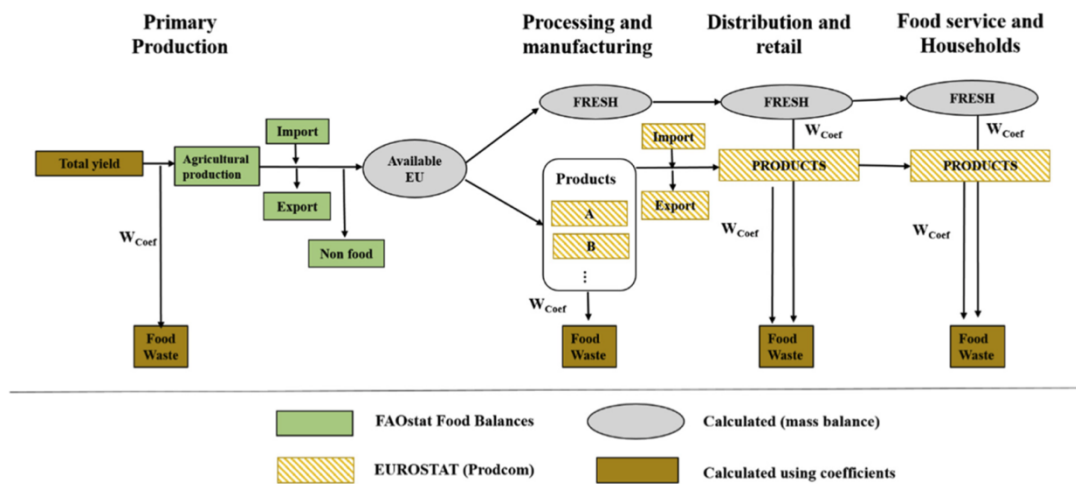 Primary
Production
Processing and
manufacturing
Distribution and
retail
Food service and
Households
Total yield
Agricultural
production
Import
Export
Non food
Available
EU
FRESH
FRESH
FRESH
Products
A
B
...
Import
Export
PRODUCTS
PRODUCTS
W Coef
W Coef
W Coef
W Coef
W Coef
W Coef
Food
Waste
Food
Waste
Food
Waste
Food
Waste
FAOstat Food Balances
Calculated (mass balance)
EUROSTAT (Prodcom)
Calculated using coefficients